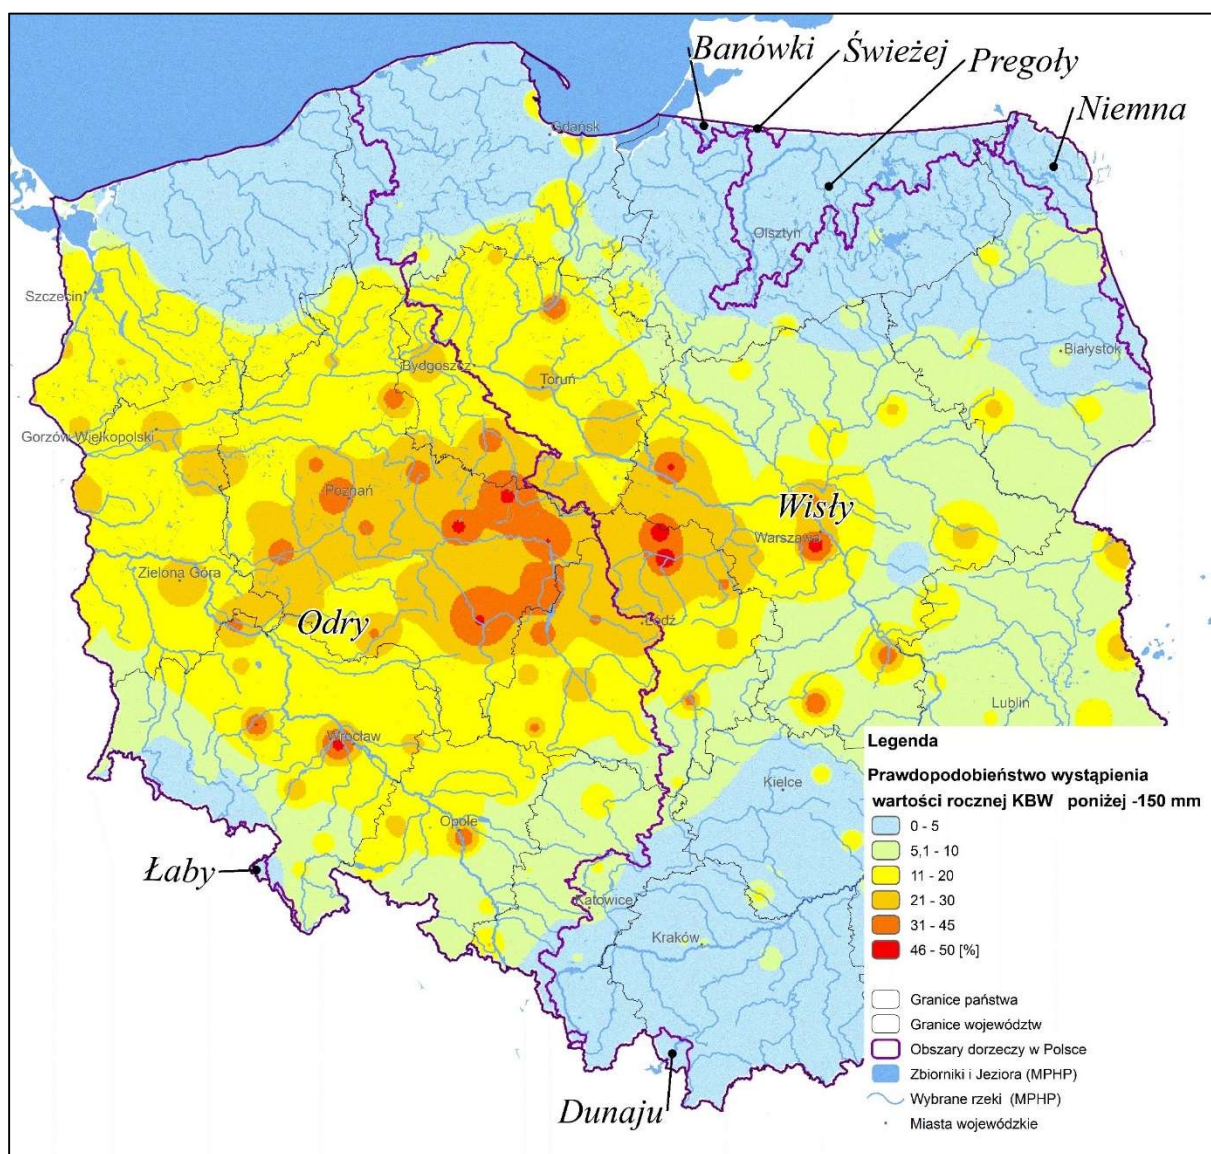 Banówki
Świeżej
Pregoły
Niemna
Gdańsk
Olsztyn
Szczecin
Białystok
Bydgoszcz
Toruń
Gorzów Wielkopolski
Poznań
Wisły
Warszawa
Zielona Góra
Odry
Łódź
Lublin
Wrocław
Kielce
Opole
Łaby
Katowice
Kraków
Dunaju
Legenda
Prawdopodobieństwo wystąpienia
wartości rocznej KBW poniżej -150 mm
0 - 5
5,1 - 10
11 - 20
21 - 30
31 - 45
46 - 50 [%]
Granice państwa
Granice województw
Obszary dorzeczy w Polsce
Zbiorniki i Jeziora (MPHP)
Wybrane rzeki (MPHP)
Miasta wojewódzkie